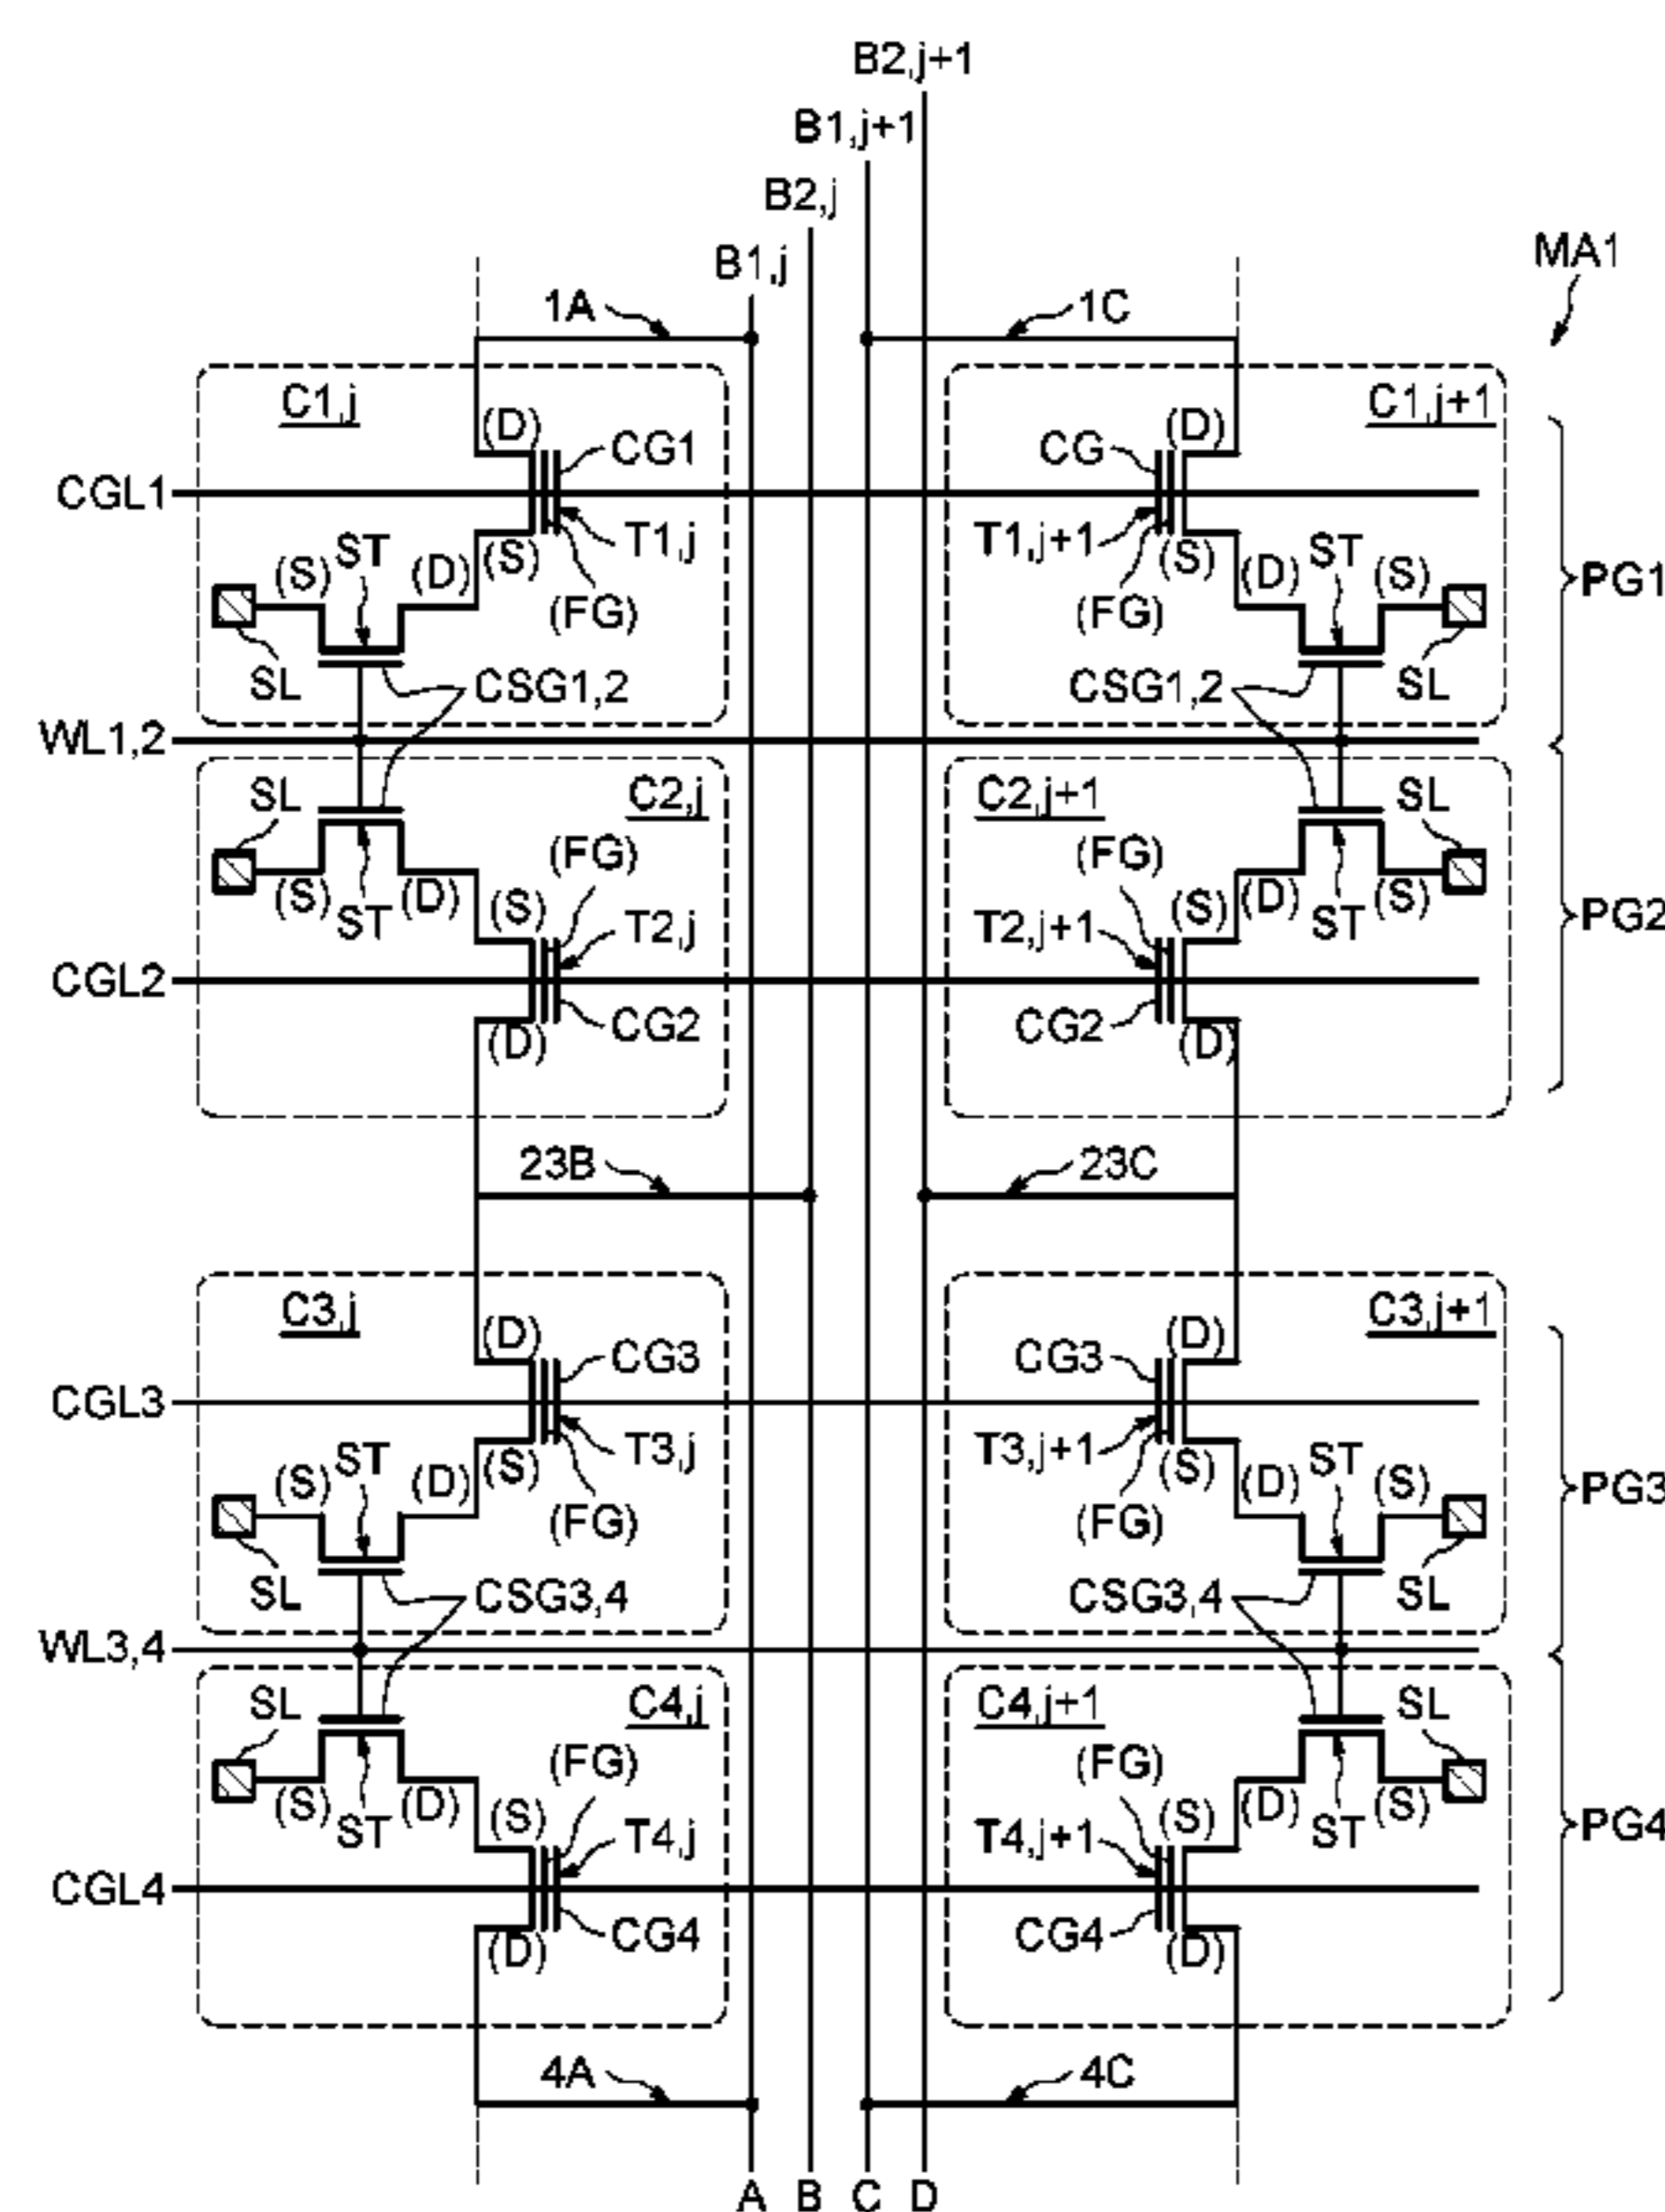 B2,j+1
B1,j+1
B2,j
B1,j
MA1
1A
1C
C1,j
C1,j+1
(D)
CG1
CG
(D)
CGL1
T1,j
T1,j+1
(S)
ST
(D)
(S)
(FG)
(FG)
(S)
(D)
ST
(S)
PG1
SL
CSG1,2
CSG1,2
SL
WL1,2
SL
C2,j
C2,j+1
SL
(FG)
(FG)
(S)
ST
(D)
(S)
T2,j
T2,j+1
(S)
(D)
ST
(S)
PG2
CGL2
CG2
CG2
(D)
(D)
23B
23C
C3,j
C3,j+1
(D)
CG3
CG3
(D)
CGL3
T3,j
T3,j+1
(S)
ST
(D)
(S)
(FG)
(FG)
(S)
(D)
ST
(S)
PG3
SL
CSG3,4
CSG3,4
SL
WL3,4
SL
C4,j
C4,j+1
SL
(FG)
(FG)
(S)
ST
(D)
(S)
T4,j
T4,j+1
(S)
(D)
ST
(S)
PG4
CGL4
CG4
CG4
(D)
(D)
4A
4C
A B C D